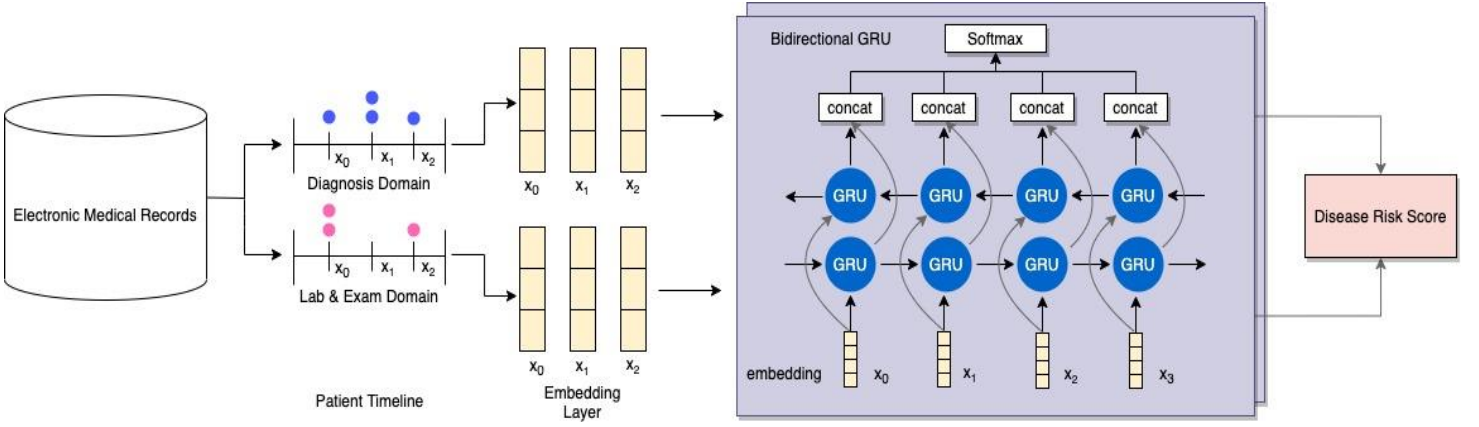 Electronic Medical Records
x0 x1 x2
Diagnosis Domain
x0 x1 x2
Lab & Exam Domain
Patient Timeline
x0 x1 x2
x0 x1 x2
Embedding
Layer
Bidirectional GRU
Softmax
concat concat concat concat
GRU GRU GRU GRU
GRU GRU GRU GRU
embedding x0 x1 x2 x3
Disease Risk Score